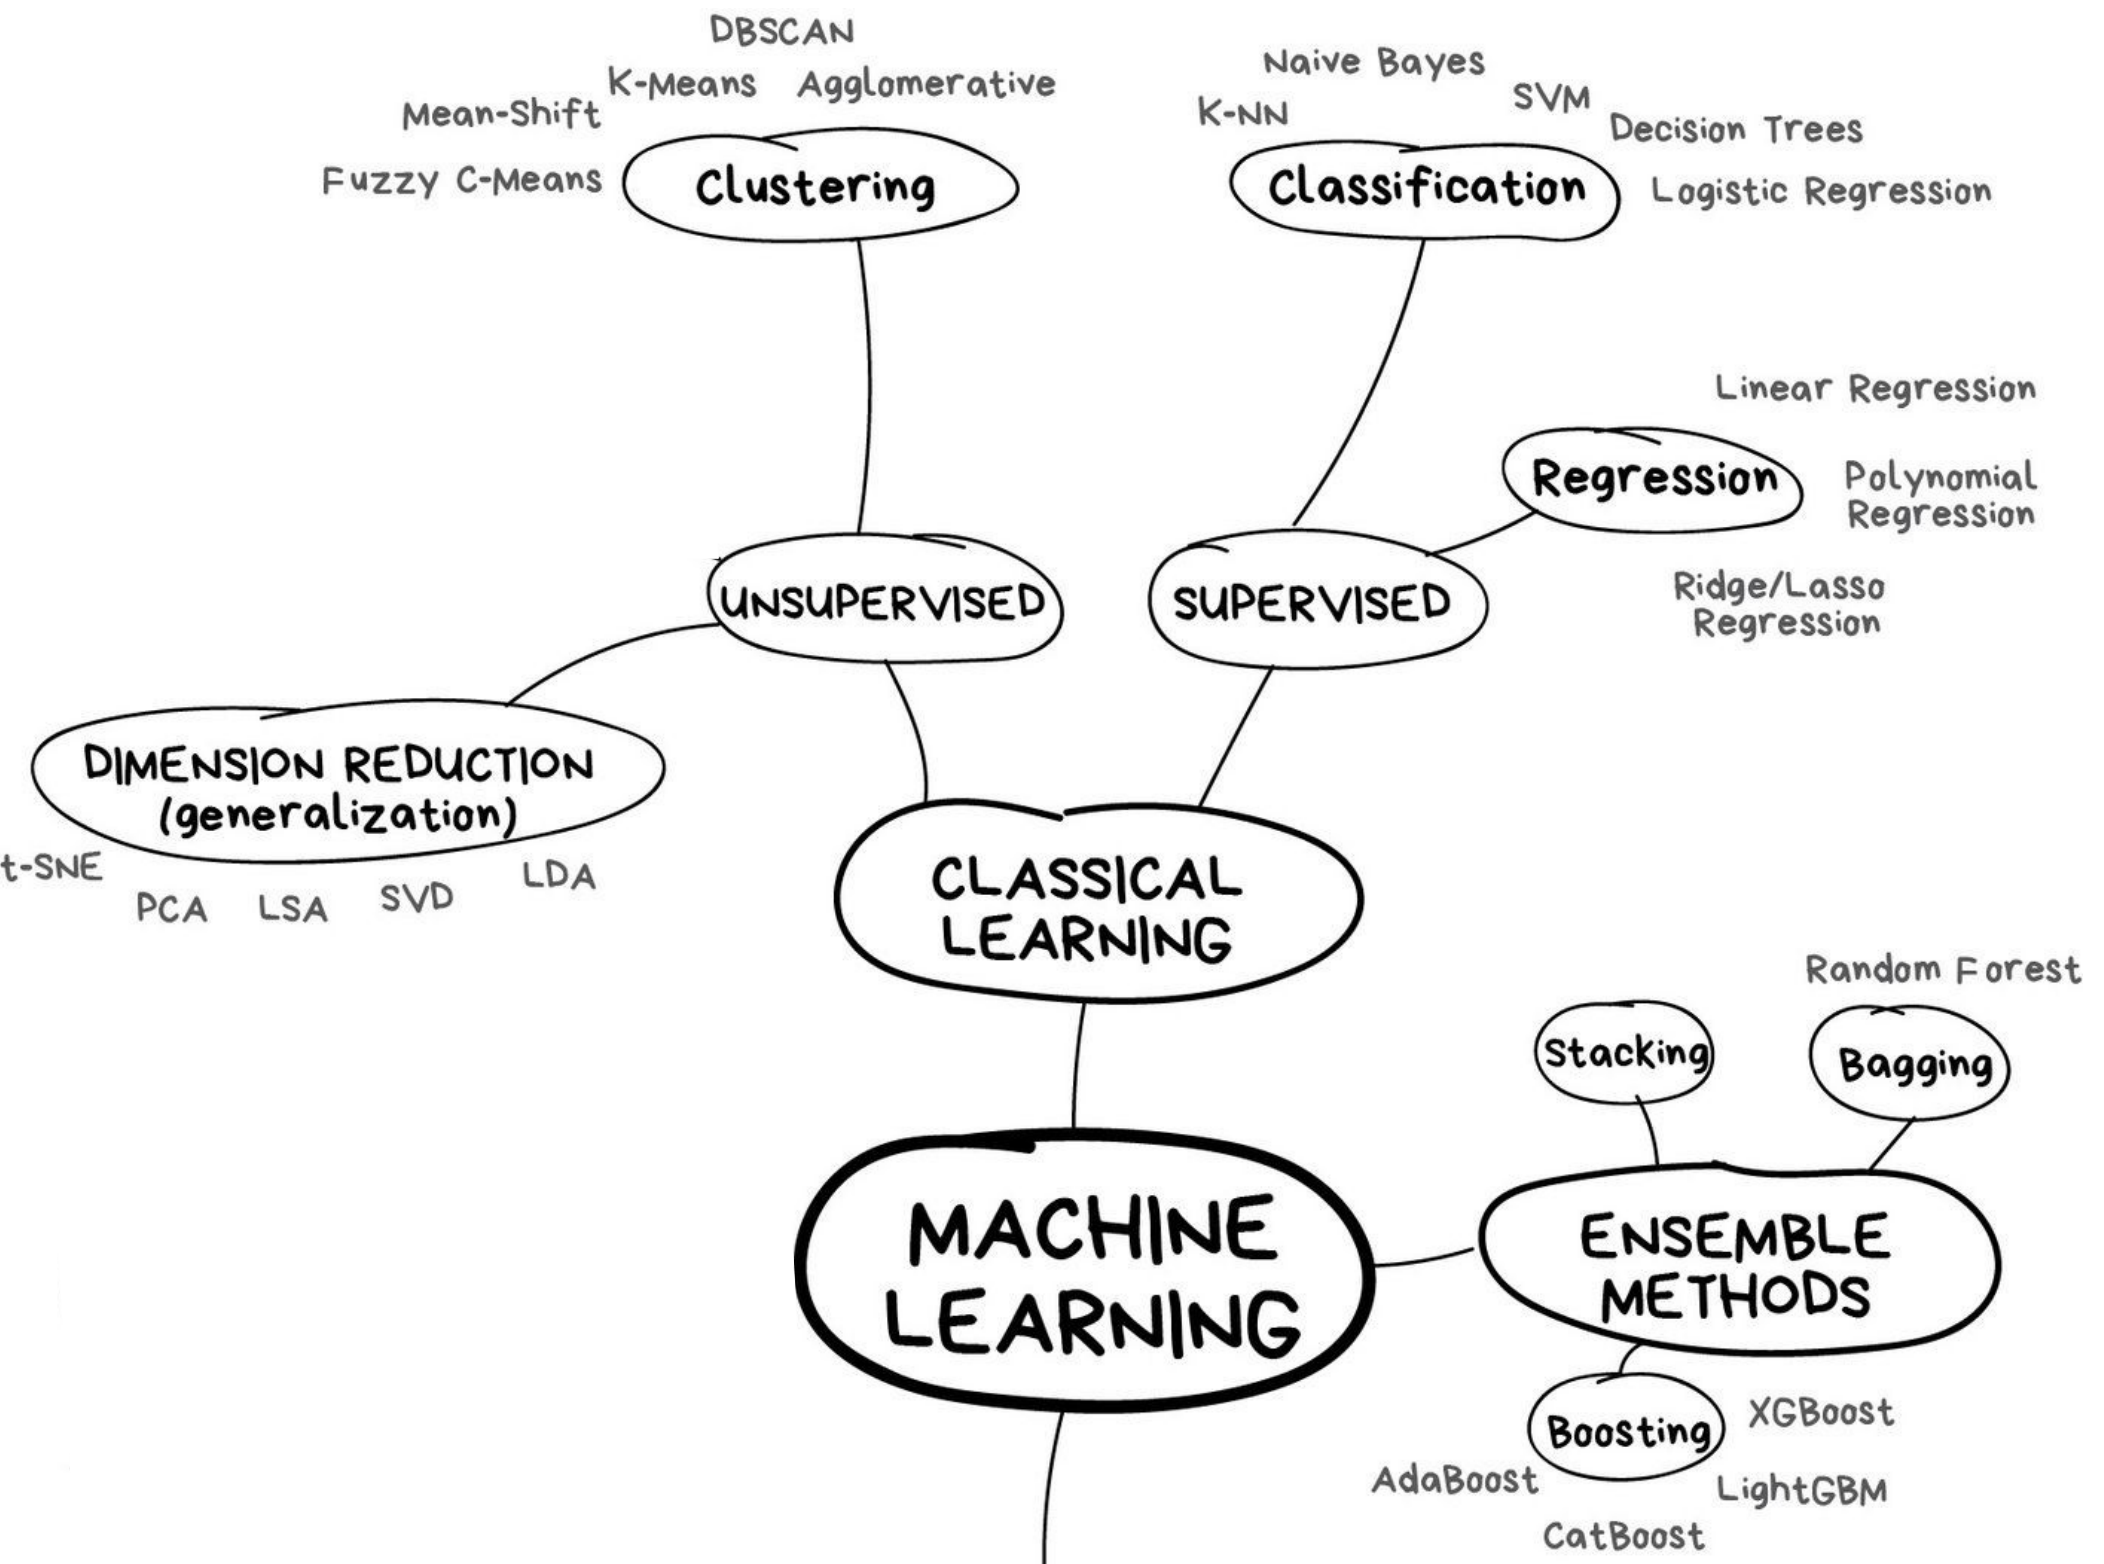 DBSCAN
K-Means Agglomerative
Mean-Shift
Fuzzy C-Means
Clustering
Naive Bayes
K-NN
SVM
Decision Trees
Classification
Logistic Regression
Linear Regression
Regression
Polynomial
Regression
Ridge/Lasso
Regression
UNSUPERVISED
SUPERVISED
DIMENSION REDUCTION
(generalization)
t-SNE
PCA
LSA
SVD
LDA
CLASSICAL
LEARNING
Random Forest
Stacking
Bagging
MACHINE
LEARNING
ENSEMBLE
METHODS
Boosting
XGBoost
AdaBoost
LightGBM
CatBoost